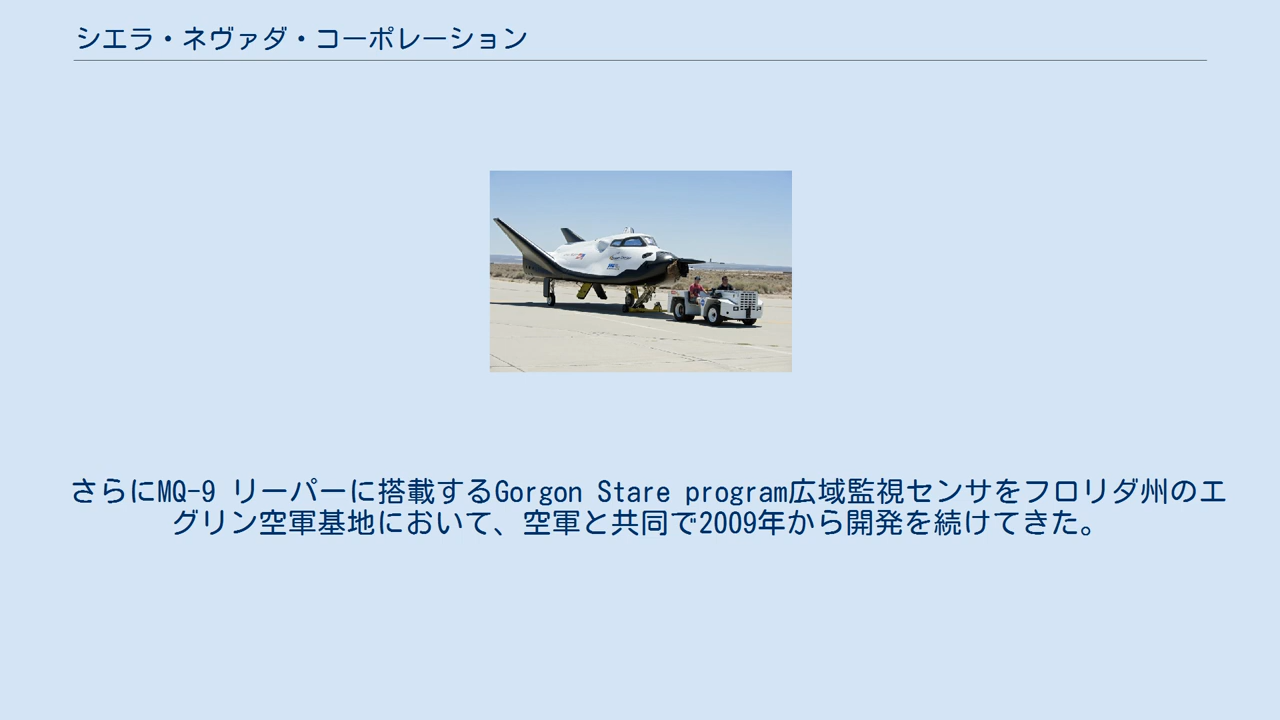 シエラ・ネヴァダ・コーポレーション
さらにMQ-9 リーパーに搭載するGorgon Stare program広域監視センサをフロリダ州のエ
グリン空軍基地において、空軍と共同で2009年から開発を続けてきた。